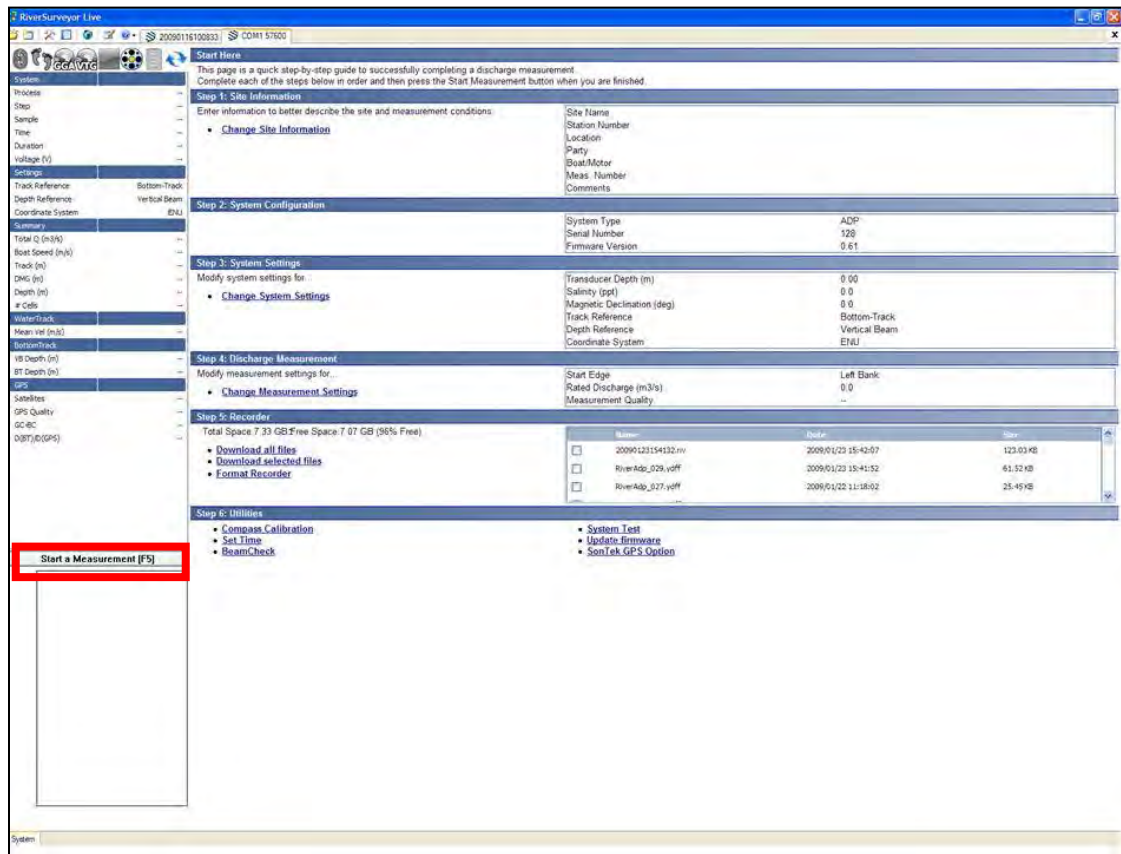 RiverSurveyor Live
20090116100833 COM1 57600
GGA VTG
System
Process --
Step --
Sample --
Time --
Duration --
Voltage (V) --
Settings
Track Reference Bottom-Track
Depth Reference Vertical Beam
Coordinate System ENU
Summary
Total Q (m3/s) --
Boat Speed (m/s) --
Track (m) --
DMG (m) --
Depth (m) --
# Cells --
WaterTrack
Mean Vel (m/s) --
BottomTrack
VB Depth (m) --
BT Depth (m) --
GPS
Satellites --
GPS Quality --
GC-BC --
D(BT)/D(GPS) --
Start a Measurement [F5]
Start Here
This page is a quick step-by-step guide to successfully completing a discharge measurement.
Complete each of the steps below in order and then press the Start Measurement button when you are finished.
Step 1: Site Information
Enter information to better describe the site and measurement conditions
• Change Site Information
Site Name
Station Number
Location
Party
Boat/Motor
Meas. Number
Comments
Step 2: System Configuration
System Type ADP
Serial Number 128
Firmware Version 0.61
Step 3: System Settings
Modify system settings for
• Change System Settings
Transducer Depth (m) 0.00
Salinity (ppt) 0.0
Magnetic Declination (deg) 0.0
Track Reference Bottom-Track
Depth Reference Vertical Beam
Coordinate System ENU
Step 4: Discharge Measurement
Modify measurement settings for...
• Change Measurement Settings
Start Edge Left Bank
Rated Discharge (m3/s) 0.0
Measurement Quality --
Step 5: Recorder
Total Space 7.33 GB:Free Space 7.07 GB (96% Free)
• Download all files
• Download selected files
• Format Recorder
Name Date Size
20090123154132.riv 2009/01/23 15:42:07 123.03 KB
RiverAdp_029.vdff 2009/01/23 15:41:52 61.52 KB
RiverAdp_027.vdff 2009/01/22 11:18:02 25.45 KB
Step 6: Utilities
• Compass Calibration
• Set Time
• BeamCheck
• System Test
• Update firmware
• SonTek GPS Option
System